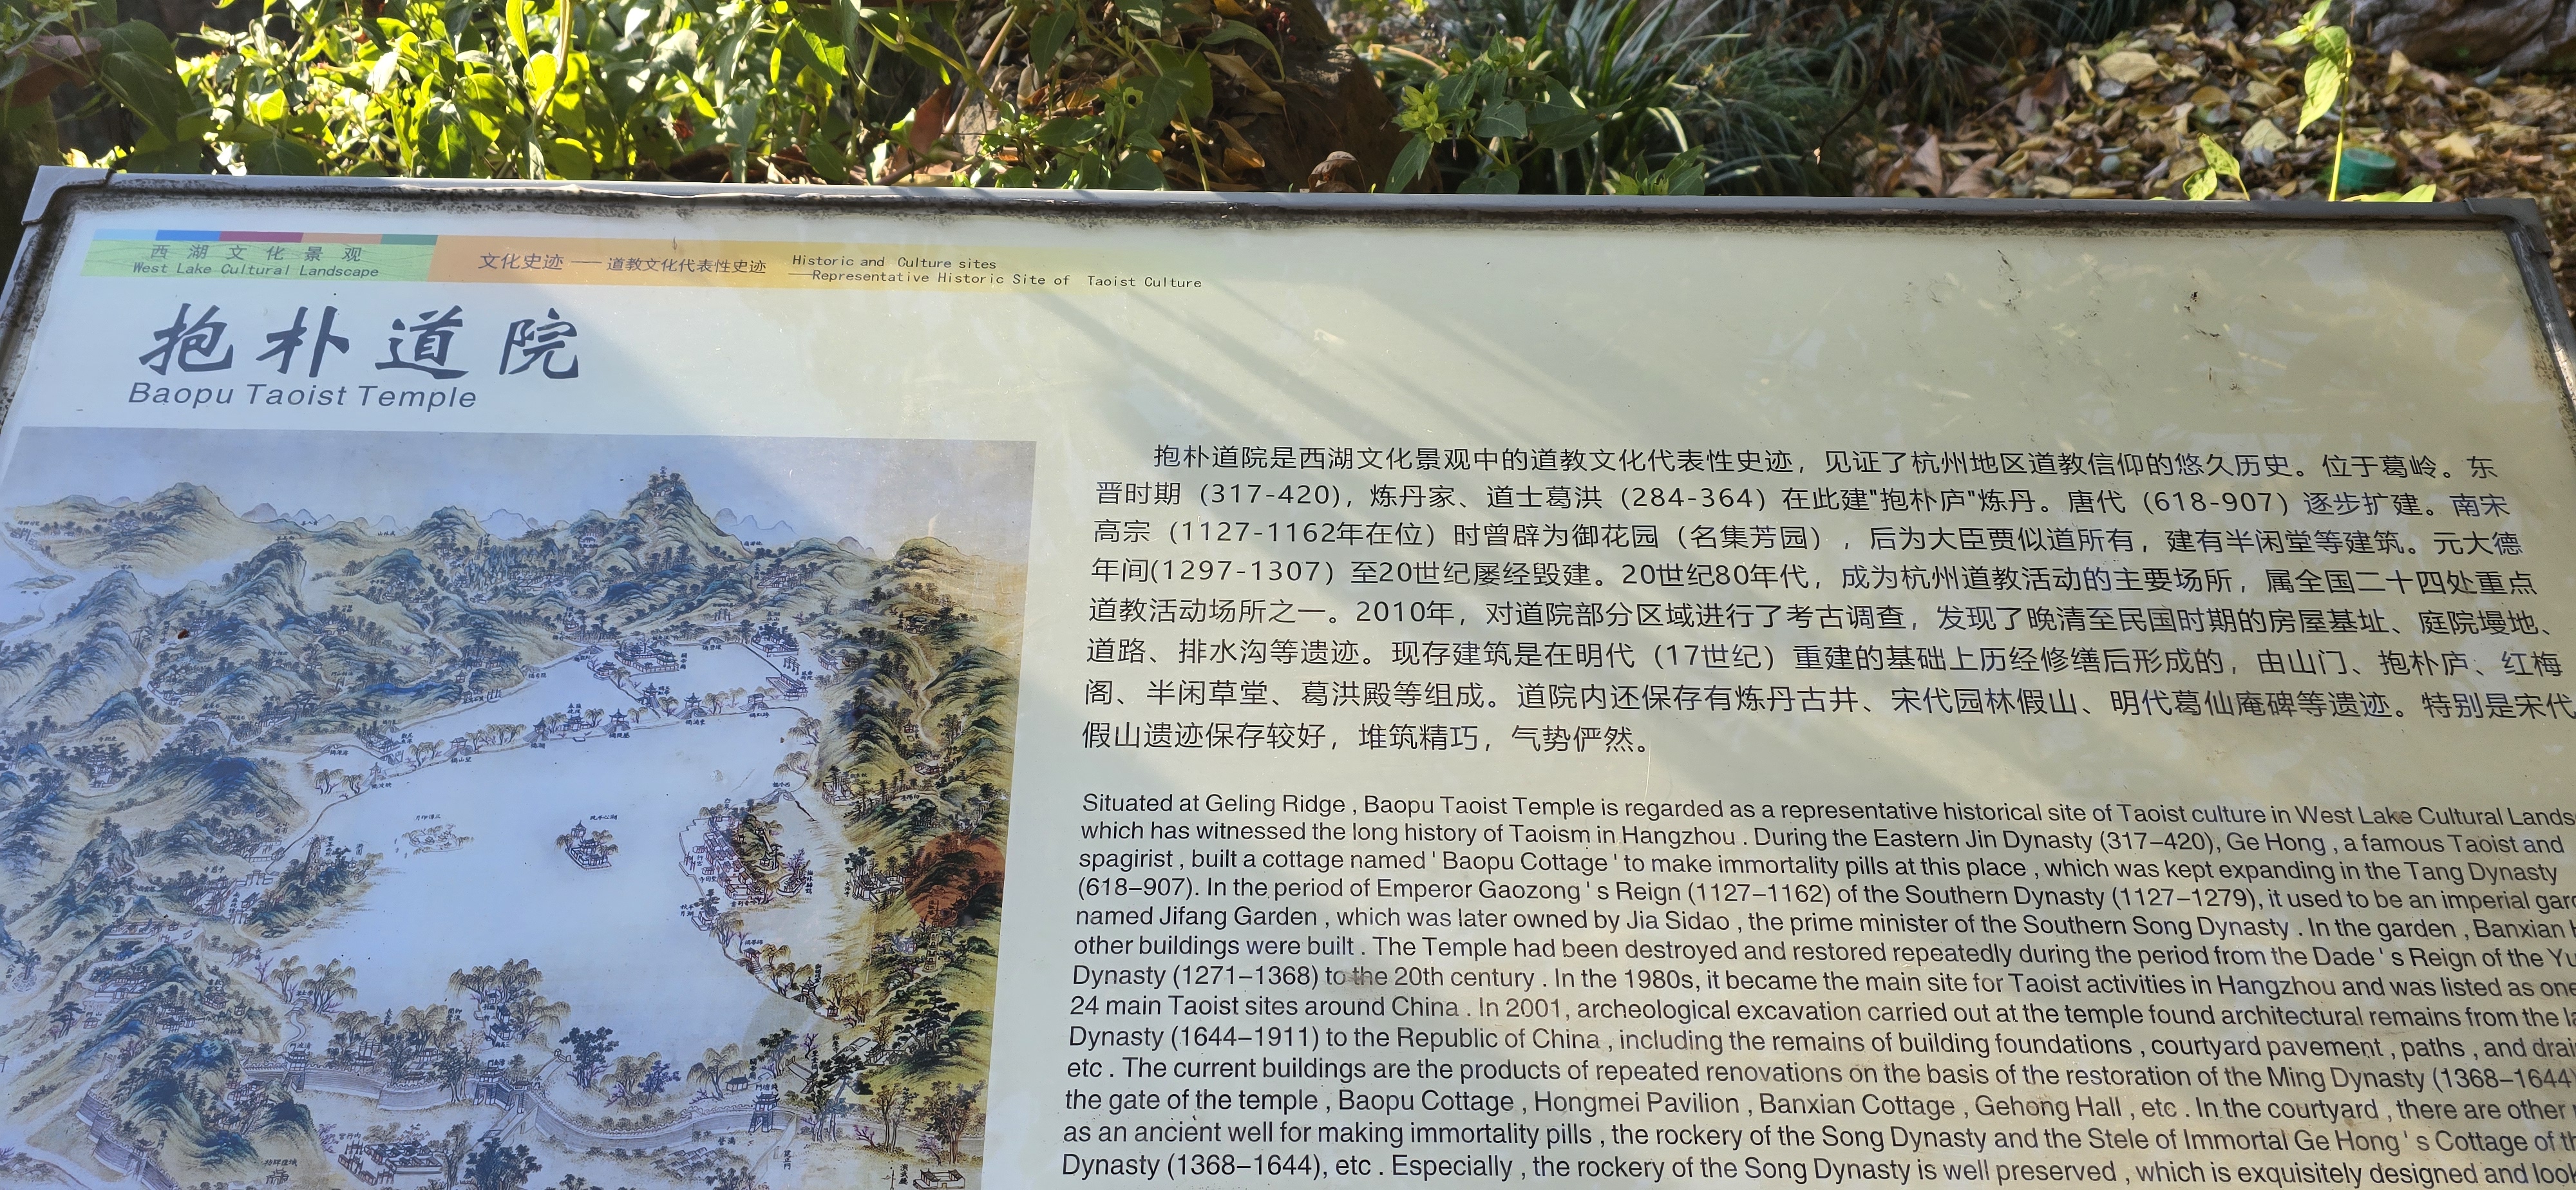 西湖文化景观
West Lake Cultural Landscape
文化史迹——道教文化代表性史迹
Historic and Culture sites
——Representative Historic Site of Taoist Culture
抱朴道院
Baopu Taoist Temple
抱朴道院是西湖文化景观中的道教文化代表性史迹，见证了杭州地区道教信仰的悠久历史。位于葛岭。东
晋时期（317-420），炼丹家、道士葛洪（284-364）在此建"抱朴庐"炼丹。唐代（618-907）逐步扩建。南宋
高宗（1127-1162年在位）时曾辟为御花园（名集芳园），后为大臣贾似道所有，建有半闲堂等建筑。元大德
年间(1297-1307）至20世纪屡经毁建。20世纪80年代，成为杭州道教活动的主要场所，属全国二十四处重点
道教活动场所之一。2010年，对道院部分区域进行了考古调查，发现了晚清至民国时期的房屋基址、庭院墁地、
道路、排水沟等遗迹。现存建筑是在明代（17世纪）重建的基础上历经修缮后形成的，由山门、抱朴庐、红梅
阁、半闲草堂、葛洪殿等组成。道院内还保存有炼丹古井、宋代园林假山、明代葛仙庵碑等遗迹。特别是宋代
假山遗迹保存较好，堆筑精巧，气势俨然。
Situated at Geling Ridge , Baopu Taoist Temple is regarded as a representative historical site of Taoist culture in West Lake Cultural Lands
which has witnessed the long history of Taoism in Hangzhou . During the Eastern Jin Dynasty (317–420), Ge Hong , a famous Taoist and
spagirist , built a cottage named ' Baopu Cottage ' to make immortality pills at this place , which was kept expanding in the Tang Dynasty
(618–907). In the period of Emperor Gaozong ' s Reign (1127–1162) of the Southern Dynasty (1127–1279), it used to be an imperial gar
named Jifang Garden , which was later owned by Jia Sidao , the prime minister of the Southern Song Dynasty . In the garden , Banxian
other buildings were built . The Temple had been destroyed and restored repeatedly during the period from the Dade ' s Reign of the Yu
Dynasty (1271–1368) to the 20th century . In the 1980s, it became the main site for Taoist activities in Hangzhou and was listed as one
24 main Taoist sites around China . In 2001, archeological excavation carried out at the temple found architectural remains from the la
Dynasty (1644–1911) to the Republic of China , including the remains of building foundations , courtyard pavement , paths , and drai
etc . The current buildings are the products of repeated renovations on the basis of the restoration of the Ming Dynasty (1368–1644)
the gate of the temple , Baopu Cottage , Hongmei Pavilion , Banxian Cottage , Gehong Hall , etc . In the courtyard , there are other
as an ancient well for making immortality pills , the rockery of the Song Dynasty and the Stele of Immortal Ge Hong ' s Cottage of th
Dynasty (1368–1644), etc . Especially , the rockery of the Song Dynasty is well preserved , which is exquisitely designed and loo